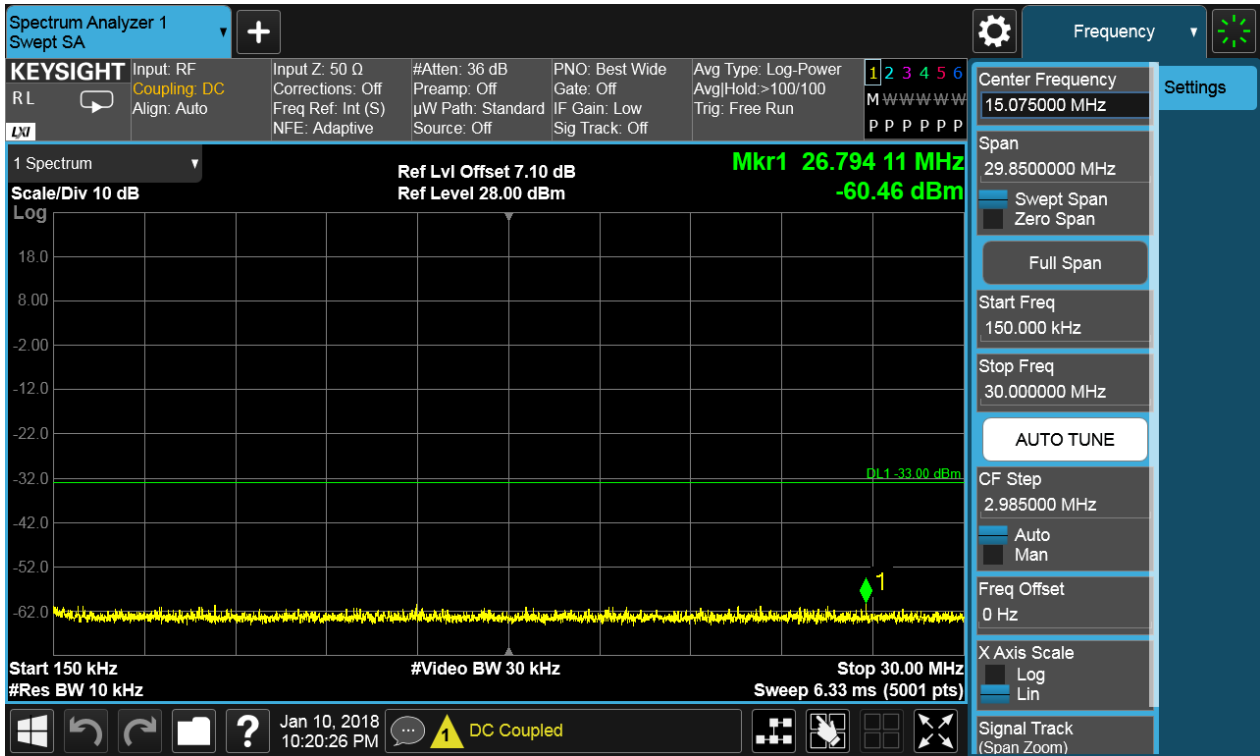 Spectrum Analyzer 1
Swept SA
+
Frequency
KEYSIGHT
R L
LXI
Input: RF
Coupling: DC
Align: Auto
Input Z: 50 Ω
Corrections: Off
Freq Ref: Int (S)
NFE: Adaptive
#Atten: 36 dB
Preamp: Off
µW Path: Standard
Source: Off
PNO: Best Wide
Gate: Off
IF Gain: Low
Sig Track: Off
Avg Type: Log-Power
Avg|Hold:>100/100
Trig: Free Run
1 2 3 4 5 6
M W W W W W
P P P P P P
1 Spectrum
Scale/Div 10 dB
Log
Ref Lvl Offset 7.10 dB
Ref Level 28.00 dBm
Mkr1 26.794 11 MHz
-60.46 dBm
18.0
8.00
-2.00
-12.0
-22.0
-32.0
-42.0
-52.0
-62.0
DL1 -33.00 dBm
1
Start 150 kHz
#Video BW 30 kHz
Stop 30.00 MHz
#Res BW 10 kHz
Sweep 6.33 ms (5001 pts)
Center Frequency
15.075000 MHz
Span
29.8500000 MHz
Swept Span
Zero Span
Full Span
Start Freq
150.000 kHz
Stop Freq
30.000000 MHz
AUTO TUNE
CF Step
2.985000 MHz
Auto
Man
Freq Offset
0 Hz
X Axis Scale
Log
Lin
Signal Track
(Span Zoom)
Settings
?
Jan 10, 2018
10:20:26 PM
1
DC Coupled